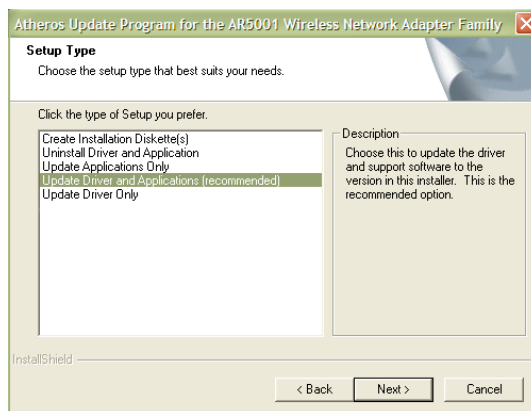 Atheros Update Program for the AR5001 Wireless Network Adapter Family
Setup Type
Choose the setup type that best suits your needs.
Click the type of Setup you prefer.
Create Installation Diskette(s)
Uninstall Driver and Application
Update Applications Only
Update Driver and Applications (recommended)
Update Driver Only
Description
Choose this to update the driver
and support software to the
version in this installer. This is the
recommended option.
InstallShield
< Back
Next >
Cancel